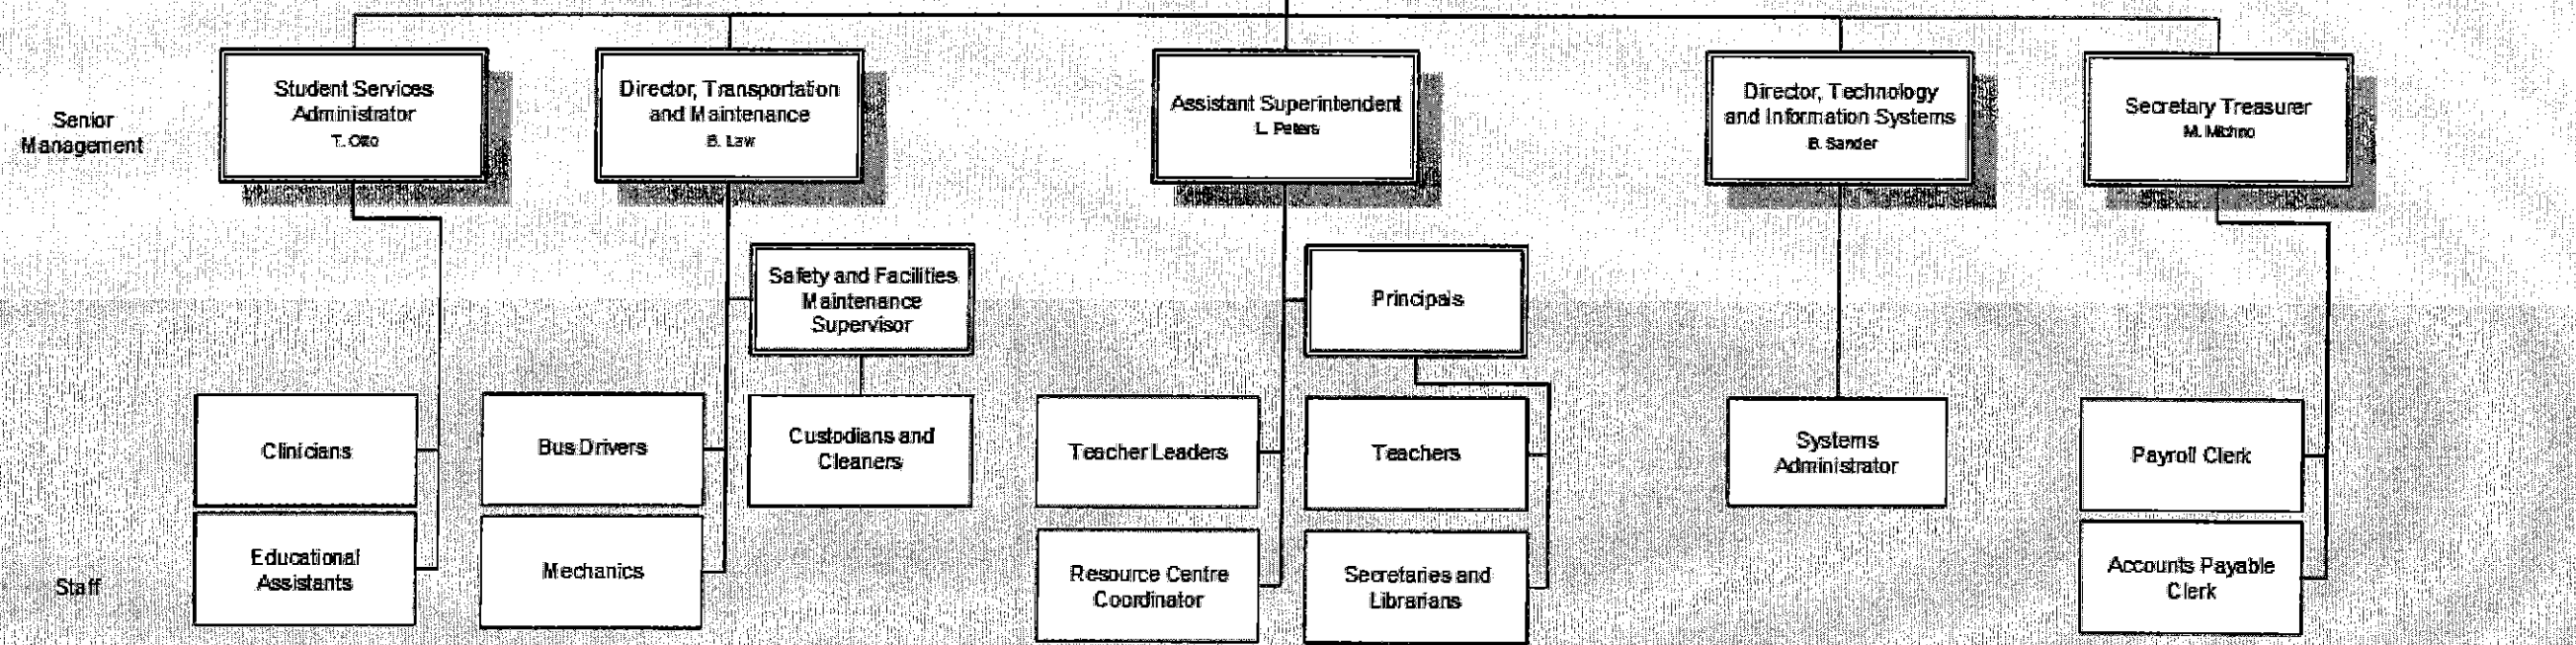 Senior
Management
Student Services
Administrator
T. Otto
Director, Transportation
and Maintenance
B. Law
Assistant Superintendent
L. Peters
Director, Technology
and Information Systems
B. Sander
Secretary Treasurer
M. Michno
Safety and Facilities
Maintenance
Supervisor
Principals
Clinicians
Bus Drivers
Custodians and
Cleaners
Teacher Leaders
Teachers
Systems
Administrator
Payroll Clerk
Staff
Educational
Assistants
Mechanics
Resource Centre
Coordinator
Secretaries and
Librarians
Accounts Payable
Clerk